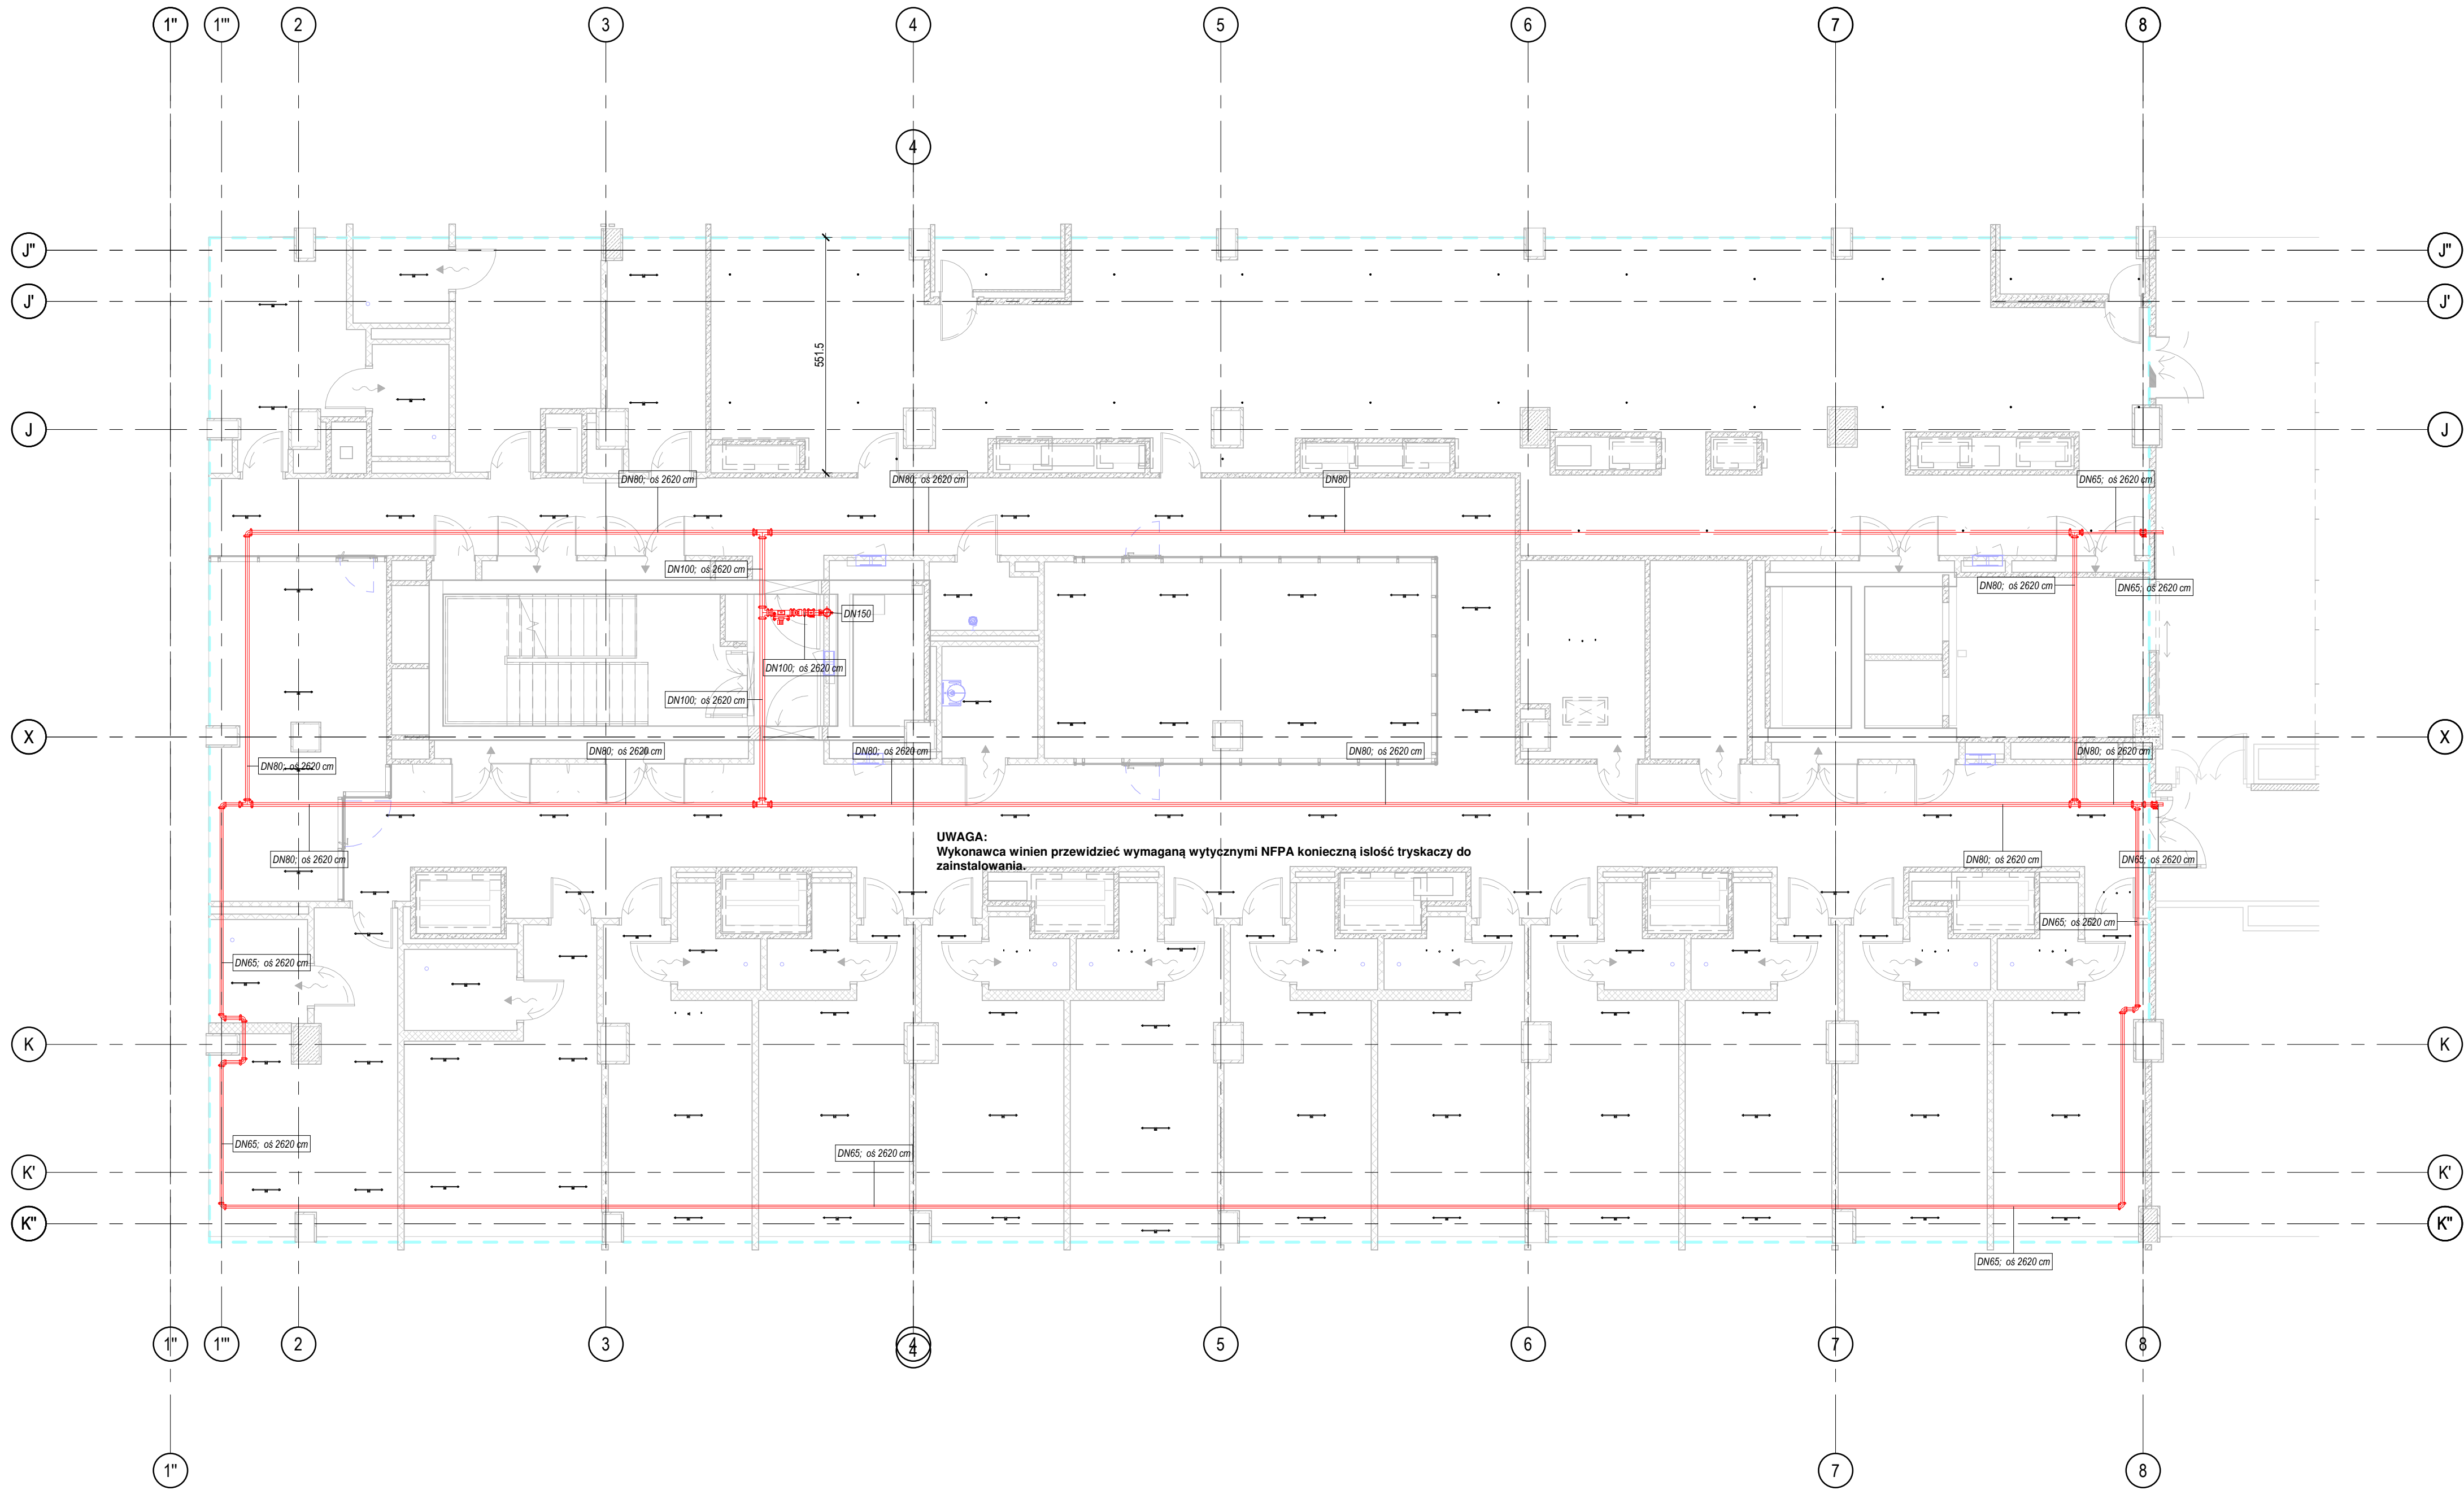 1" 1"' 2 3 4 5 6 7 8
4
J" J"
J' J'
551.5
J J
DN80; oś 2620 cm DN80; oś 2620 cm DN80 DN65; oś 2620 cm
DN100; oś 2620 cm DN80; oś 2620 cm DN65; oś 2620 cm
DN150
DN100; oś 2620 cm
DN100; oś 2620 cm
X X
DN80; oś 2620 cm DN80; oś 2620 cm DN80; oś 2620 cm DN80; oś 2620 cm
DN80; oś 2620 cm
UWAGA:
Wykonawca winien przewidzieć wymaganą wytycznymi NFPA konieczną islość tryskaczy do
zainstalowania.
DN80; oś 2620 cm DN80; oś 2620 cm DN65; oś 2620 cm
DN65; oś 2620 cm
DN65; oś 2620 cm
K K
DN65; oś 2620 cm
DN65; oś 2620 cm
K' K'
K" K"
DN65; oś 2620 cm
1" 1"' 2 3 4 5 6 7 8
4
1" 7 8